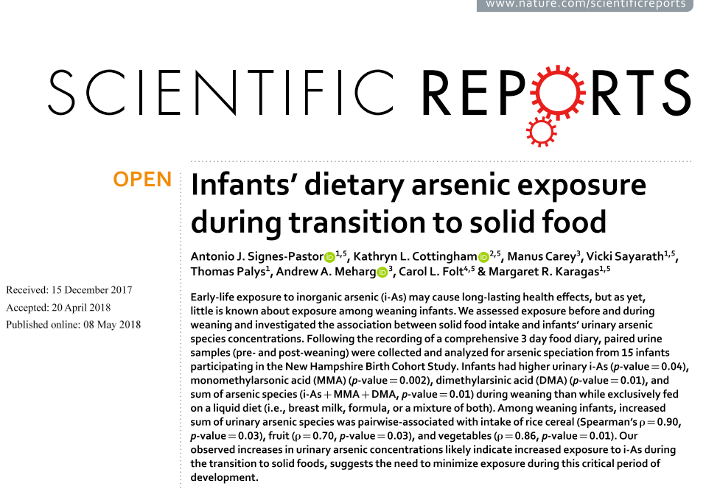 www.nature.com/scientificreports
SCIENTIFIC REPORTS
OPEN
Infants’ dietary arsenic exposure
during transition to solid food
Antonio J. Signes-Pastor1,5, Kathryn L. Cottingham2,5, Manus Carey3, Vicki Sayarath1,5,
Thomas Palys1, Andrew A. Meharg3, Carol L. Folt4,5 & Margaret R. Karagas1,5
Received: 15 December 2017
Accepted: 20 April 2018
Published online: 08 May 2018
Early-life exposure to inorganic arsenic (i-As) may cause long-lasting health effects, but as yet,
little is known about exposure among weaning infants. We assessed exposure before and during
weaning and investigated the association between solid food intake and infants’ urinary arsenic
species concentrations. Following the recording of a comprehensive 3 day food diary, paired urine
samples (pre- and post-weaning) were collected and analyzed for arsenic speciation from 15 infants
participating in the New Hampshire Birth Cohort Study. Infants had higher urinary i-As (p-value = 0.04),
monomethylarsonic acid (MMA) (p-value = 0.002), dimethylarsinic acid (DMA) (p-value = 0.01), and
sum of arsenic species (i-As + MMA + DMA, p-value = 0.01) during weaning than while exclusively fed
on a liquid diet (i.e., breast milk, formula, or a mixture of both). Among weaning infants, increased
sum of urinary arsenic species was pairwise-associated with intake of rice cereal (Spearman’s ρ = 0.90,
p-value = 0.03), fruit (ρ = 0.70, p-value = 0.03), and vegetables (ρ = 0.86, p-value = 0.01). Our
observed increases in urinary arsenic concentrations likely indicate increased exposure to i-As during
the transition to solid foods, suggests the need to minimize exposure during this critical period of
development.